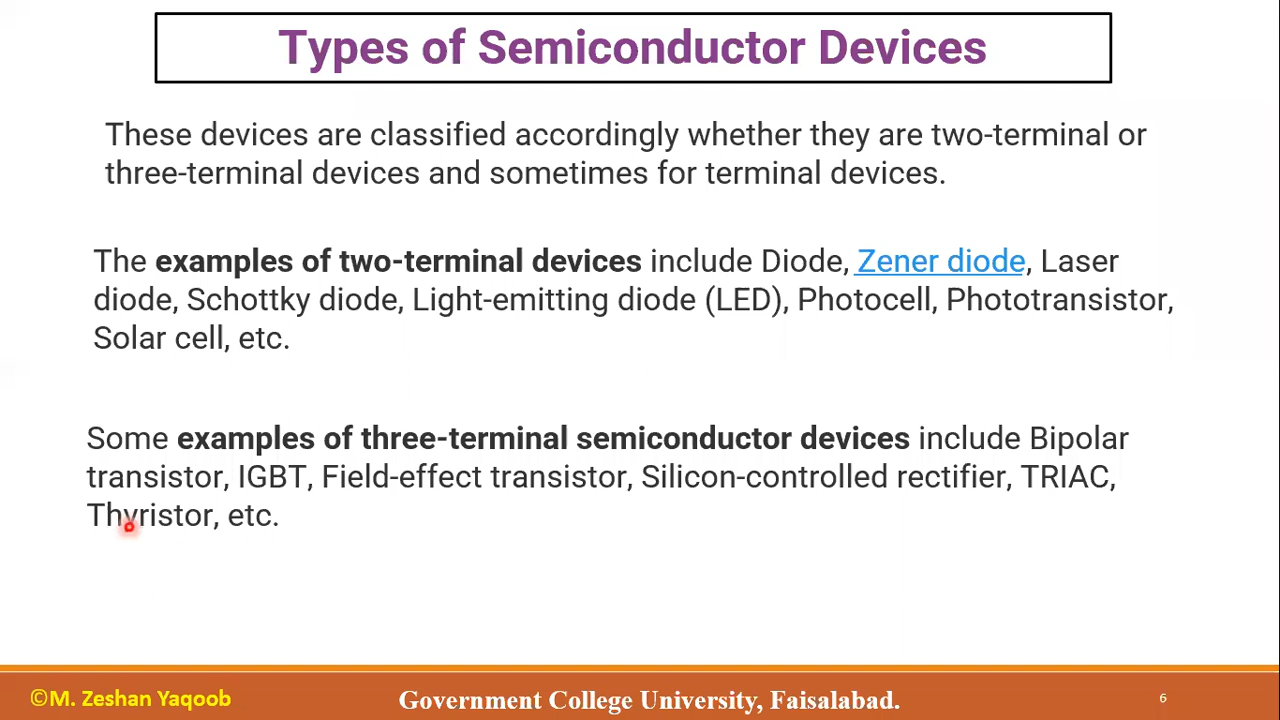 Types of Semiconductor Devices
These devices are classified accordingly whether they are two-terminal or
three-terminal devices and sometimes for terminal devices.
The examples of two-terminal devices include Diode, Zener diode, Laser
diode, Schottky diode, Light-emitting diode (LED), Photocell, Phototransistor,
Solar cell, etc.
Some examples of three-terminal semiconductor devices include Bipolar
transistor, IGBT, Field-effect transistor, Silicon-controlled rectifier, TRIAC,
Thyristor, etc.
©M. Zeshan Yaqoob
Government College University, Faisalabad.
6